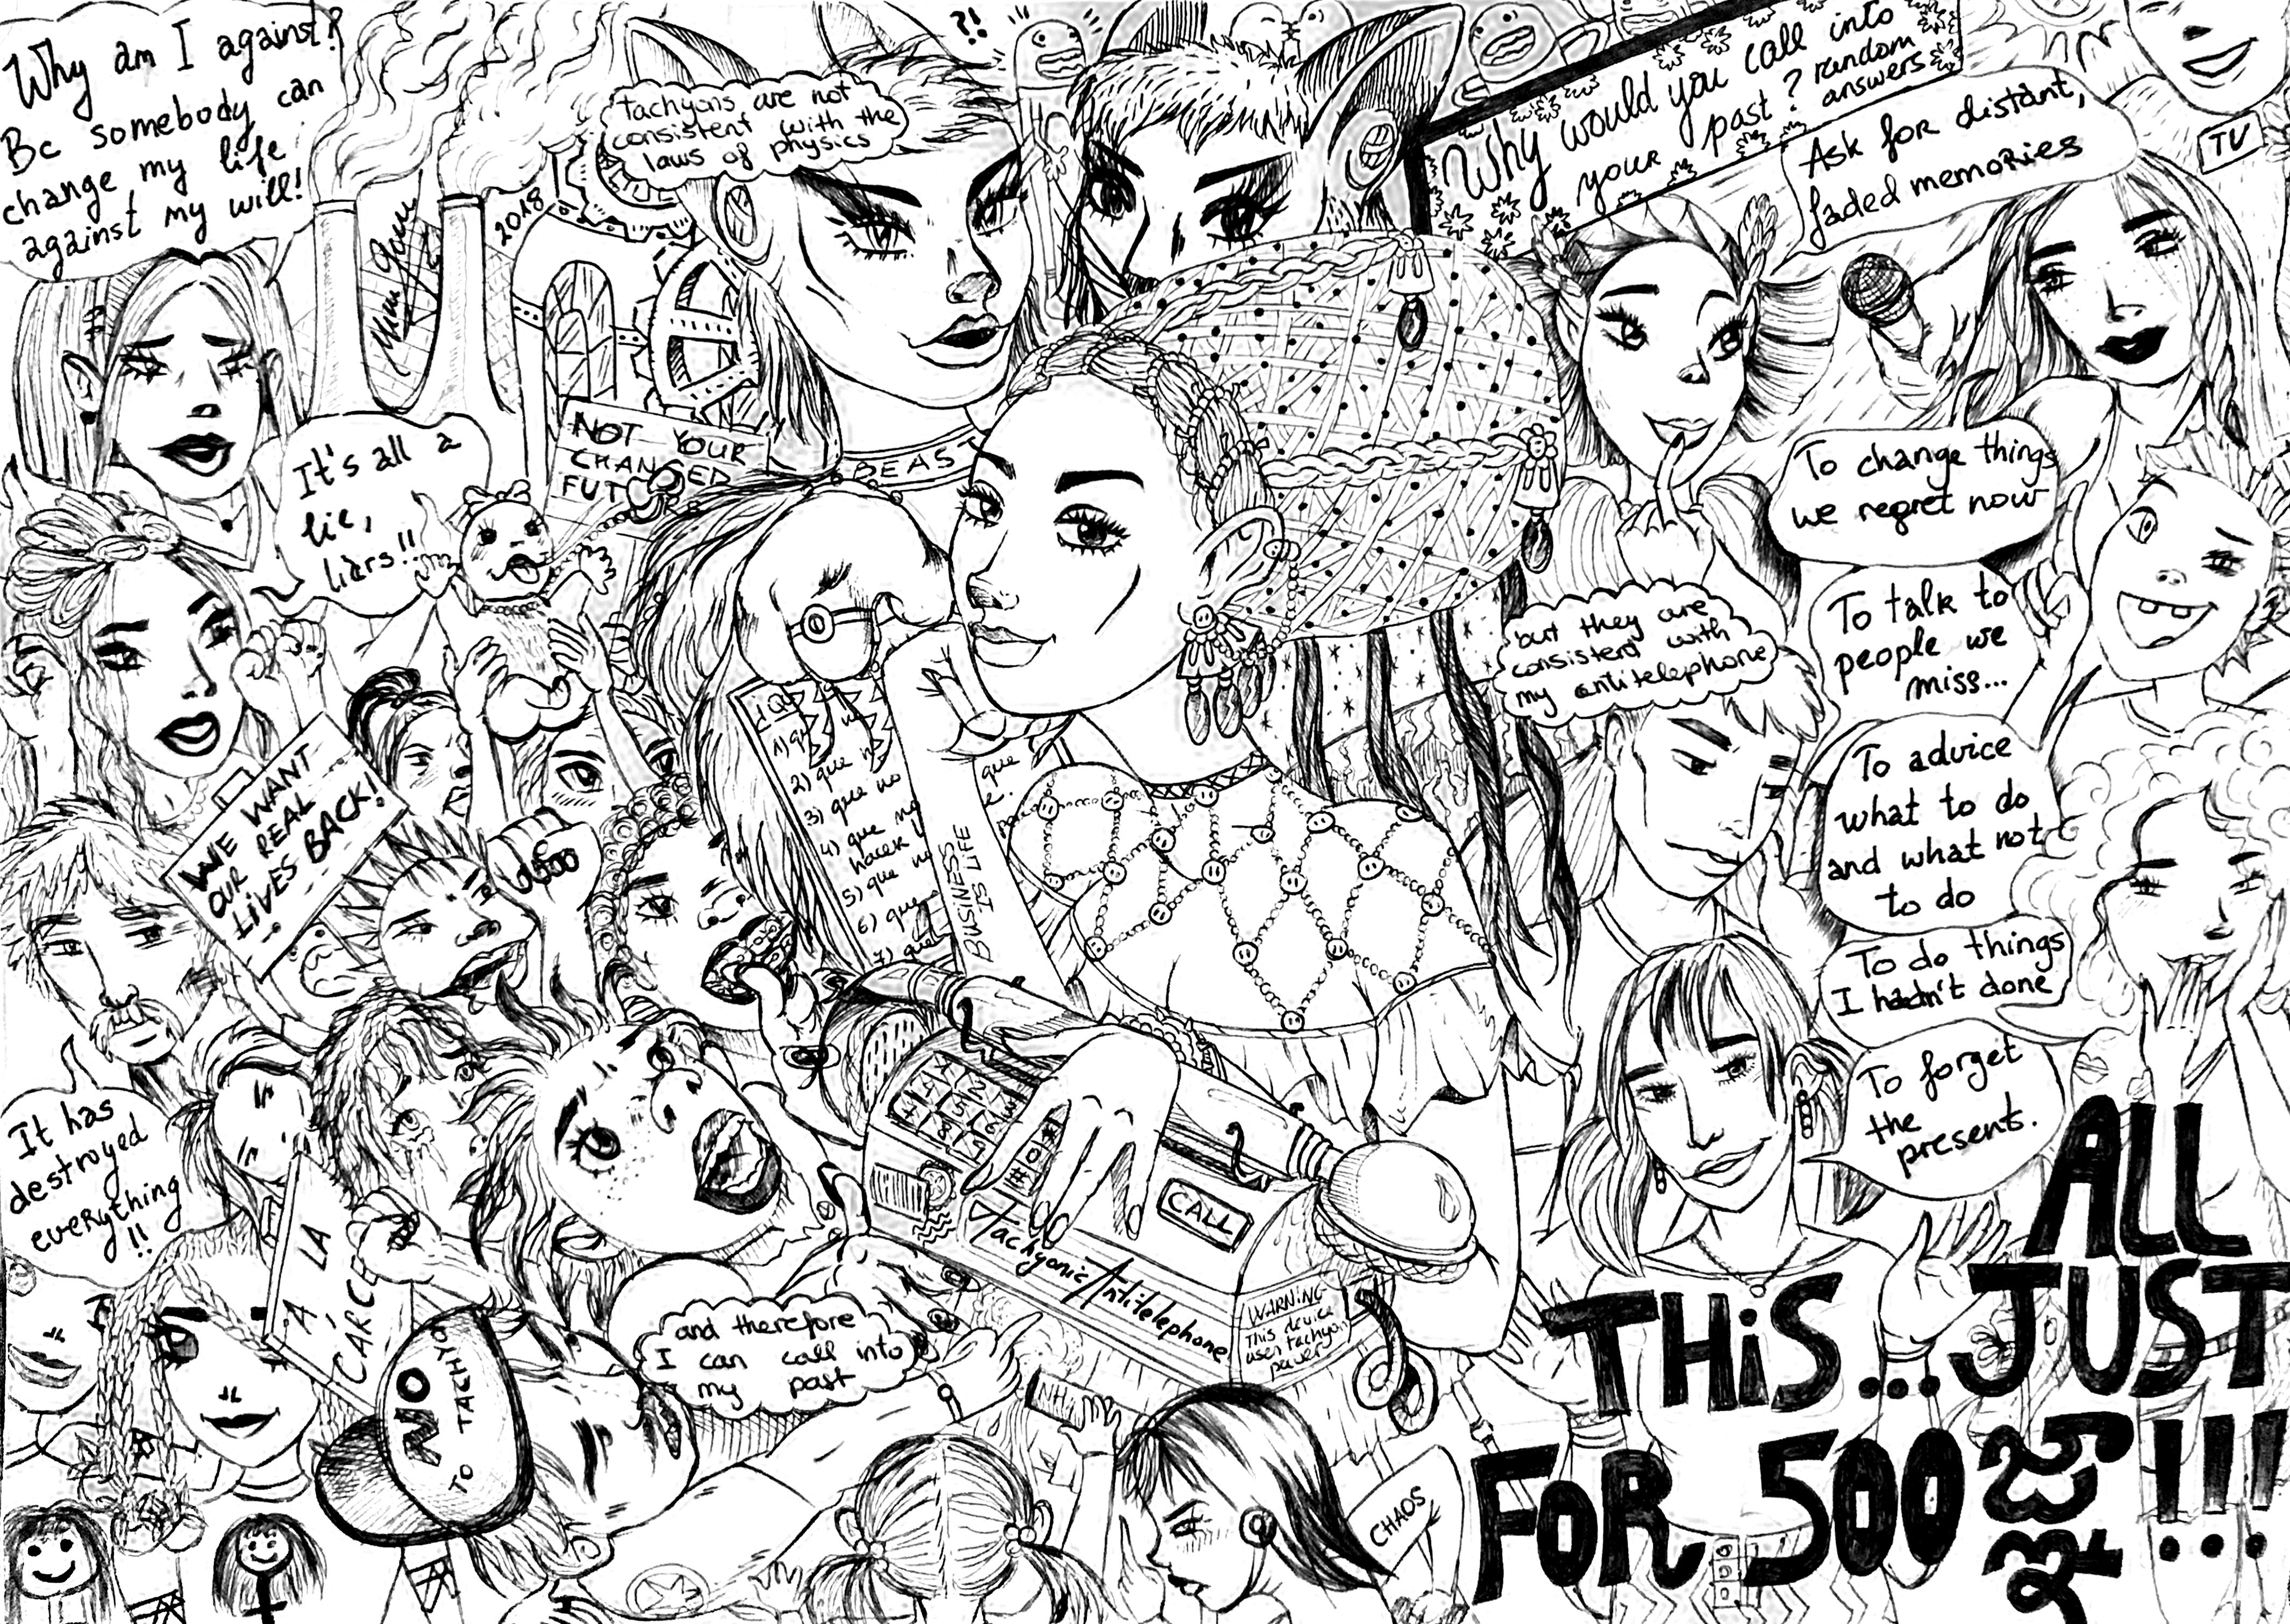 Why am I against?
Bc somebody can
change my life
against my will!
2018
tachyons are not
consistent with the
laws of physics
?!
Why would you call into
your past? random
answers
Ask for distant,
faded memories
TV
It's all a
lie,
liars!!
NOT YOUR
CHANGED
FUT
BEAST
To change things
we regret now
but they are
consistent with
my antitelephone
To talk to
people we
miss...
WE WANT
OUR REAL
LIVES BACK!
2) que
3) que no
4) que
hacer
5) que
6) que
7) que
que
BUSINESS
IS LIFE
To advice
what to do
and what not
to do
To do things
I hadn't done
To forget
the
presents.
It has
destroyed
everything
!!
A LA
CARCE
NO
TO TACHYO
CALL
Tachyonic Antitelephone
WARNING
This device
uses tachyon
power
and therefore
I can call into
my past
CHAOS
ALL
THiS... JUST
FOR 500 !!!